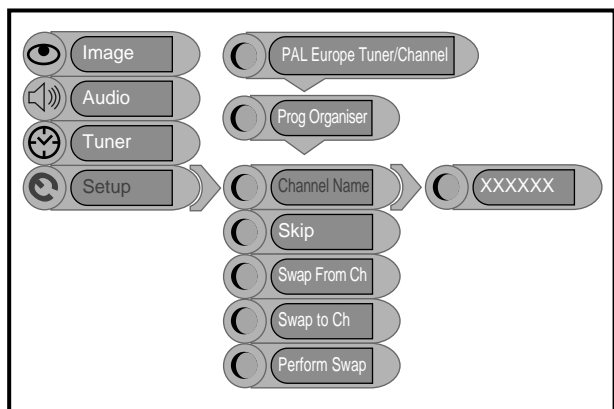 Image
Audio
Tuner
Setup
PAL Europe Tuner/Channel
Prog Organiser
Channel Name
XXXXXX
Skip
Swap From Ch
Swap to Ch
Perform Swap